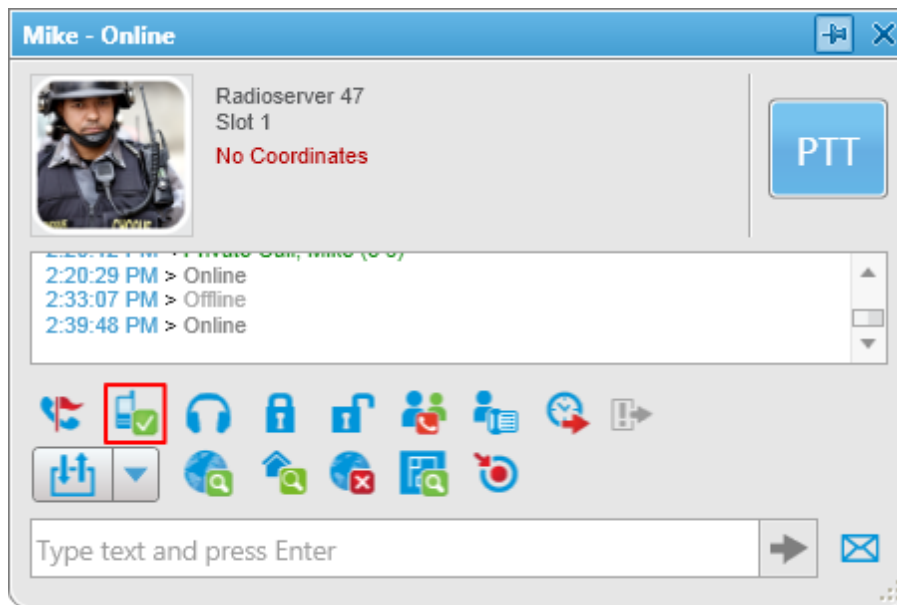 Mike - Online
Radioserver 47
Slot 1
No Coordinates
PTT
2:20:29 PM > Online
2:33:07 PM > Offline
2:39:48 PM > Online
Type text and press Enter